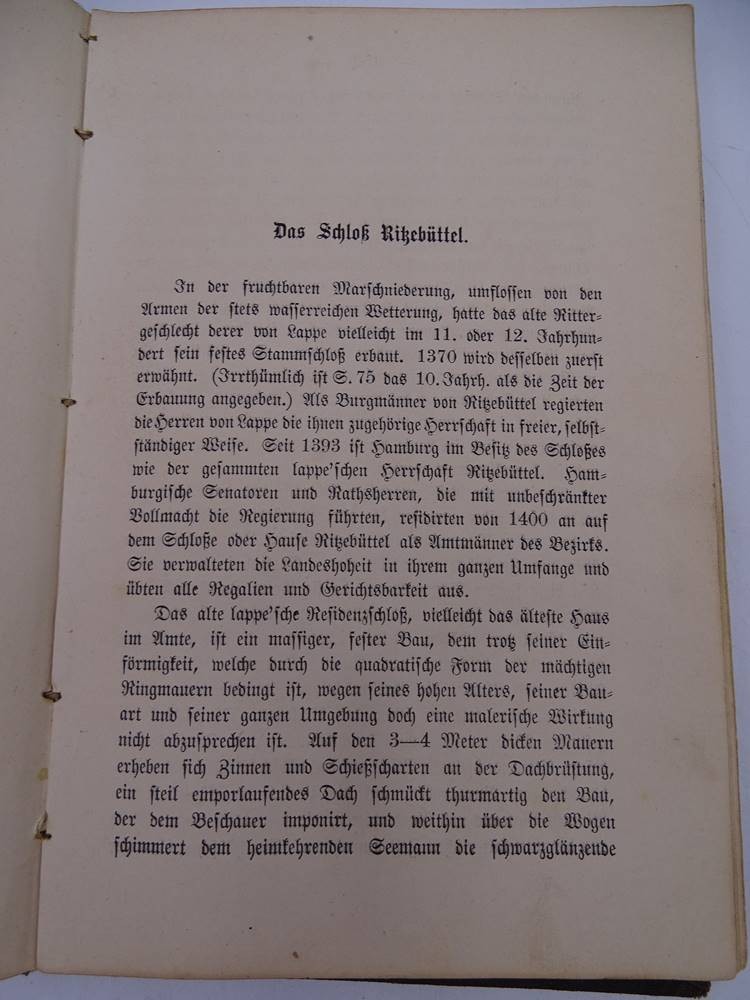 Das Schloß Ritzebüttel.
In der fruchtbaren Marschniederung, umflossen von den
Armen der stets wasserreichen Wetterung, hatte das alte Ritter-
geschlecht derer von Lappe vielleicht im 11. oder 12. Jahrhun-
dert sein festes Stammschloß erbaut. 1370 wird desselben zuerst
erwähnt. (Irrthümlich ist S. 75 das 10. Jahrh. als die Zeit der
Erbauung angegeben.) Als Burgmänner von Ritzebüttel regierten
die Herren von Lappe die ihnen zugehörige Herrschaft in freier, selbst-
ständiger Weise. Seit 1393 ist Hamburg im Besitz des Schloßes
wie der gesammten lappe'schen Herrschaft Ritzebüttel. Ham-
burgische Senatoren und Rathsherren, die mit unbeschränkter
Vollmacht die Regierung führten, residirten von 1400 an auf
dem Schloße oder Hause Ritzebüttel als Amtmänner des Bezirks.
Sie verwalteten die Landeshoheit in ihrem ganzen Umfange und
übten alle Regalien und Gerichtsbarkeit aus.
Das alte lappe'sche Residenzschloß, vielleicht das älteste Haus
im Amte, ist ein massiger, fester Bau, dem trotz seiner Ein-
förmigkeit, welche durch die quadratische Form der mächtigen
Ringmauern bedingt ist, wegen seines hohen Alters, seiner Bau-
art und seiner ganzen Umgebung doch eine malerische Wirkung
nicht abzusprechen ist. Auf den 3—4 Meter dicken Mauern
erheben sich Zinnen und Schießscharten an der Dachbrüstung,
ein steil emporlaufendes Dach schmückt thurmartig den Bau,
der dem Beschauer imponirt, und weithin über die Wogen
schimmert dem heimkehrenden Seemann die schwarzglänzende